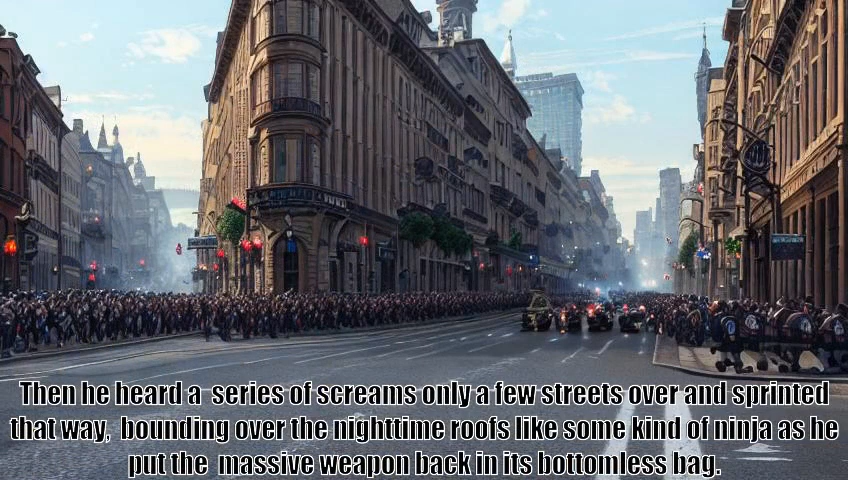 Then he heard a  series of screams only a few streets over and sprinted
that way,  bounding over the nighttime roofs like some kind of ninja as he
put the  massive weapon back in its bottomless bag.